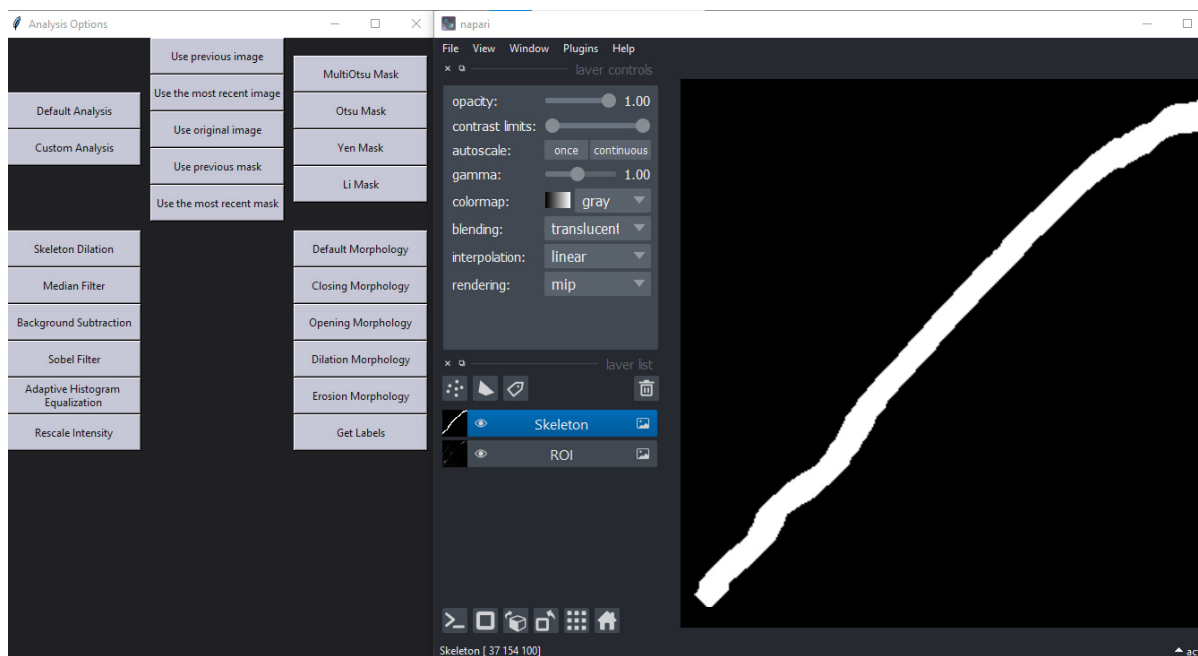 Analysis Options
Use previous image
Use the most recent image
Use original image
Use previous mask
Use the most recent mask
Default Analysis
Custom Analysis
MultiOtsu Mask
Otsu Mask
Yen Mask
Li Mask
Skeleton Dilation
Median Filter
Background Subtraction
Sobel Filter
Adaptive Histogram
Equalization
Rescale Intensity
Default Morphology
Closing Morphology
Opening Morphology
Dilation Morphology
Erosion Morphology
Get Labels
napari
File View Window Plugins Help
layer controls
opacity: 1.00
contrast limits:
autoscale: once continuous
gamma: 1.00
colormap: gray
blending: translucent
interpolation: linear
rendering: mip
layer list
Skeleton
ROI
Skeleton [ 37 154 100]
act